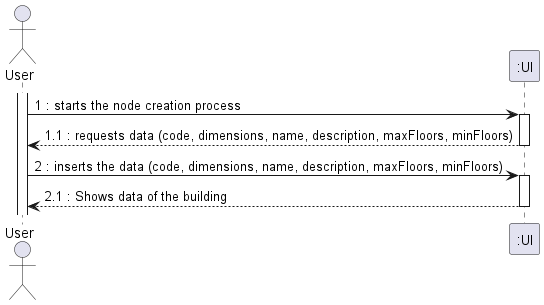 User
:UI
1 : starts the node creation process
1.1 : requests data (code, dimensions, name, description, maxFloors, minFloors)
2 : inserts the data (code, dimensions, name, description, maxFloors, minFloors)
2.1 : Shows data of the building
User
:UI